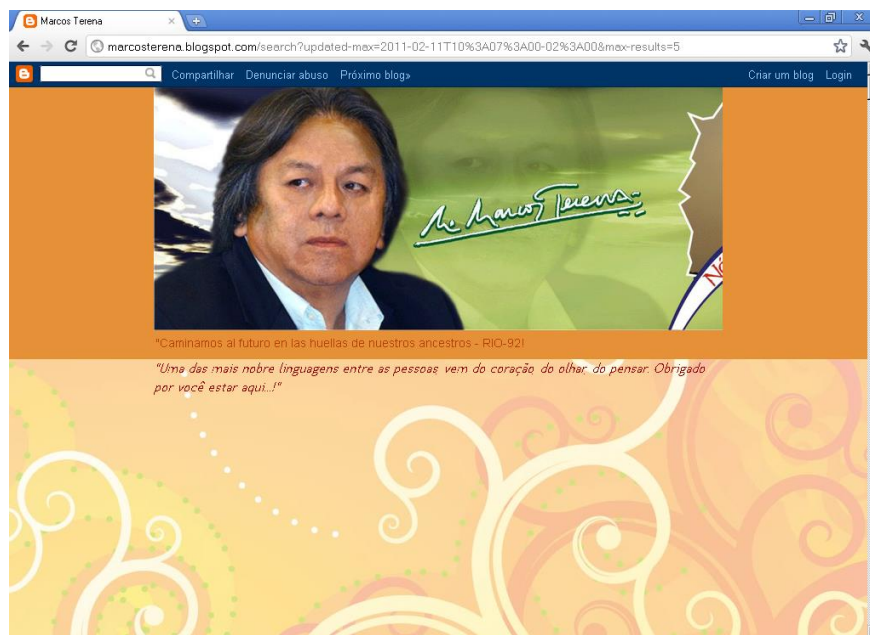 Marcos Terena
marcosterena.blogspot.com/search?updated-max=2011-02-11T10%3A07%3A00-02%3A00&max-results=5
Compartilhar Denunciar abuso Próximo blog» Criar um blog Login
Marcos Terena
Nó
"Caminamos al futuro en las huellas de nuestros ancestros - RIO-92!
"Uma das mais nobre linguagens entre as pessoas, vem do coração, do olhar, do pensar. Obrigado
por você estar aqui...!"